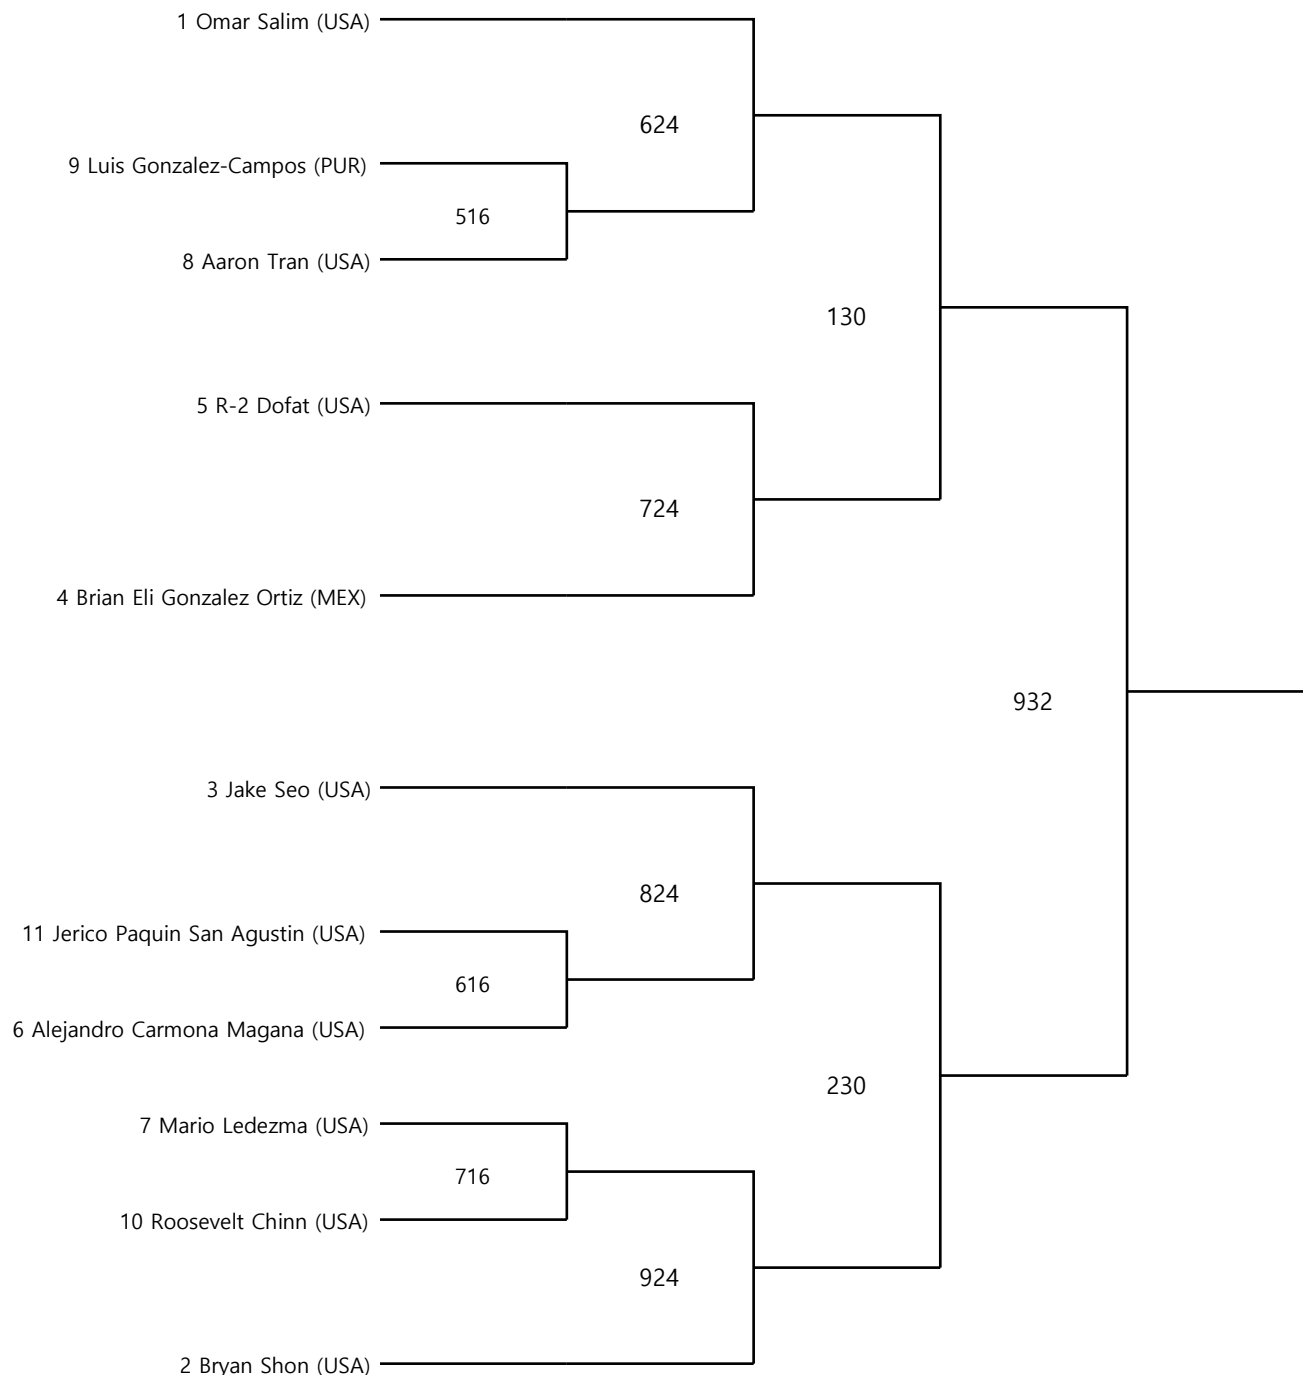 1 Omar Salim (USA)
624
9 Luis Gonzalez-Campos (PUR)
516
8 Aaron Tran (USA)
130
5 R-2 Dofat (USA)
724
4 Brian Eli Gonzalez Ortiz (MEX)
932
3 Jake Seo (USA)
824
11 Jerico Paquin San Agustin (USA)
616
6 Alejandro Carmona Magana (USA)
230
7 Mario Ledezma (USA)
716
10 Roosevelt Chinn (USA)
924
2 Bryan Shon (USA)